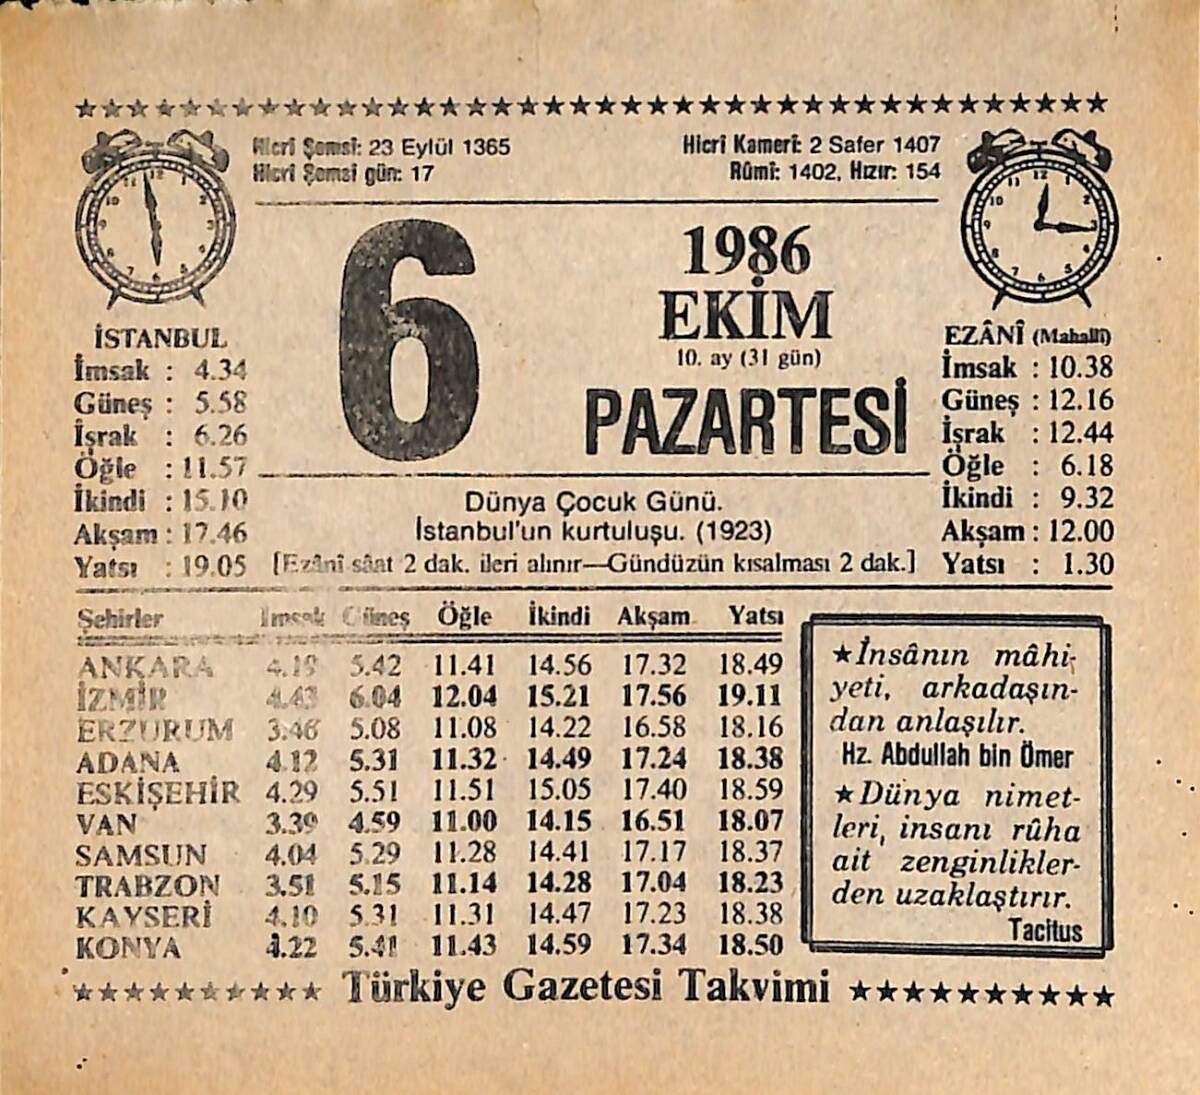 Hicrî Şemsî: 23 Eylül 1365
Hicrî Şemsî gün: 17
Hicrî Kamerî: 2 Safer 1407
Rûmî: 1402, Hızır: 154
6
1986
EKİM
10. ay (31 gün)
PAZARTESİ
İSTANBUL
İmsak : 4.34
Güneş : 5.58
İşrak : 6.26
Öğle : 11.57
İkindi : 15.10
Akşam : 17.46
Yatsı : 19.05
EZÂNÎ (Mahallî)
İmsak : 10.38
Güneş : 12.16
İşrak : 12.44
Öğle : 6.18
İkindi : 9.32
Akşam : 12.00
Yatsı : 1.30
Dünya Çocuk Günü.
İstanbul'un kurtuluşu. (1923)
[Ezânî sâat 2 dak. ileri alınır—Gündüzün kısalması 2 dak.]
Şehirler İmsak Güneş Öğle İkindi Akşam Yatsı
ANKARA 4.19 5.42 11.41 14.56 17.32 18.49
İZMİR 4.43 6.04 12.04 15.21 17.56 19.11
ERZURUM 3.46 5.08 11.08 14.22 16.58 18.16
ADANA 4.12 5.31 11.32 14.49 17.24 18.38
ESKİŞEHİR 4.29 5.51 11.51 15.05 17.40 18.59
VAN 3.39 4.59 11.00 14.15 16.51 18.07
SAMSUN 4.04 5.29 11.28 14.41 17.17 18.37
TRABZON 3.51 5.15 11.14 14.28 17.04 18.23
KAYSERİ 4.10 5.31 11.31 14.47 17.23 18.38
KONYA 4.22 5.41 11.43 14.59 17.34 18.50
★İnsânın mâhi-
yeti, arkadaşın-
dan anlaşılır.
Hz. Abdullah bin Ömer
★Dünya nimet-
leri, insanı rûha
ait zenginlikler-
den uzaklaştırır.
Tacitus
Türkiye Gazetesi Takvimi